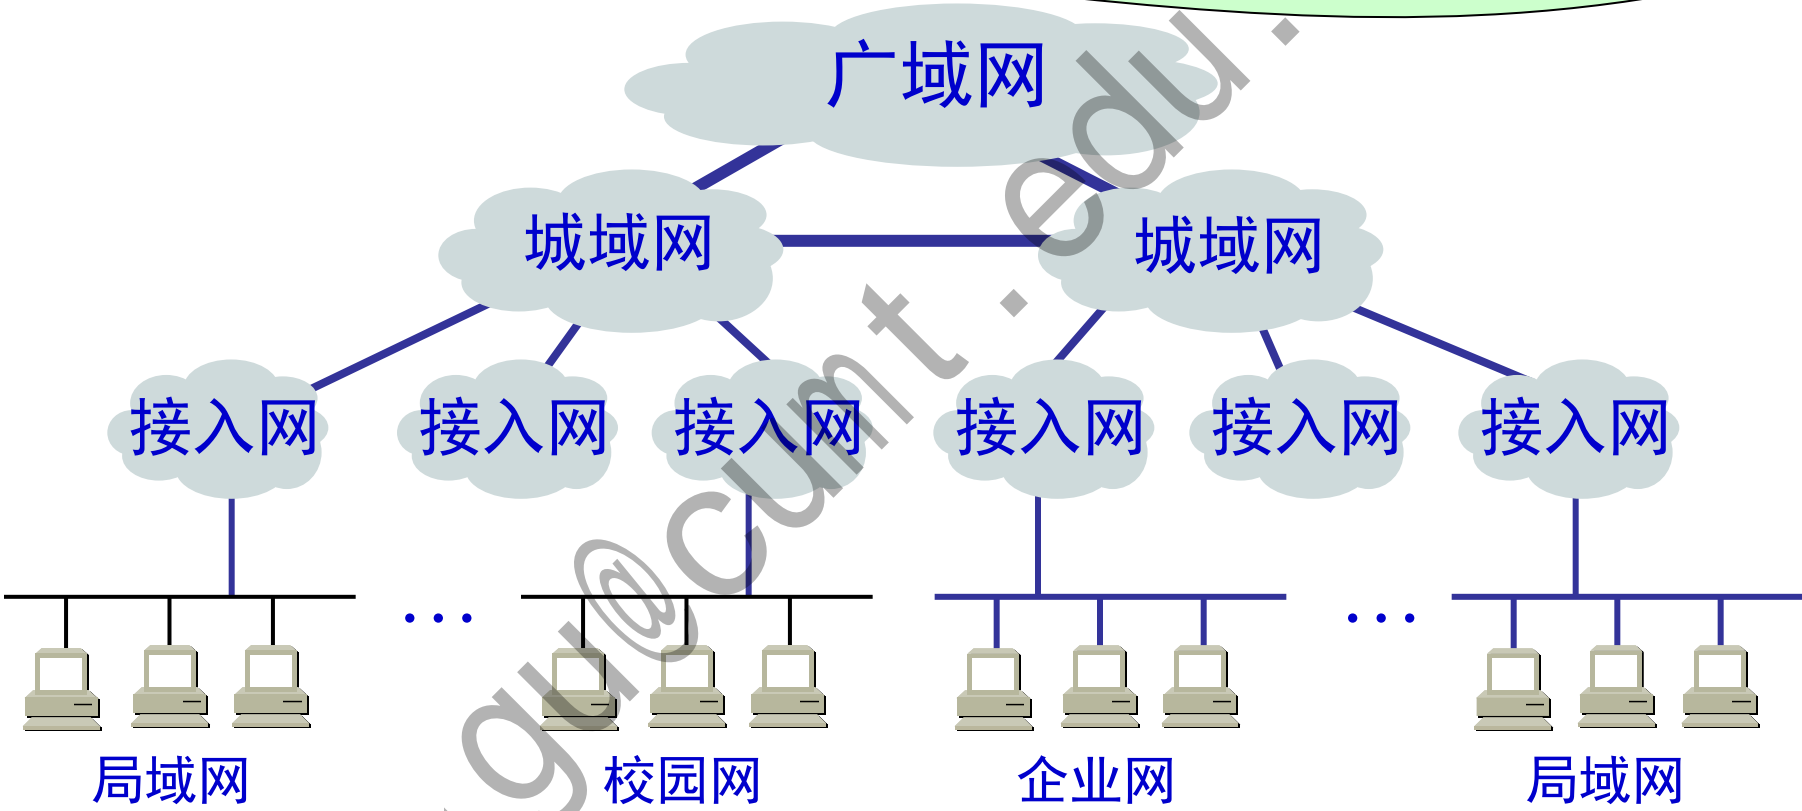 广域网
城域网 城域网
接入网 接入网 接入网 接入网 接入网 接入网
... ...
局域网 校园网 企业网 局域网
gu@cumt.edu.